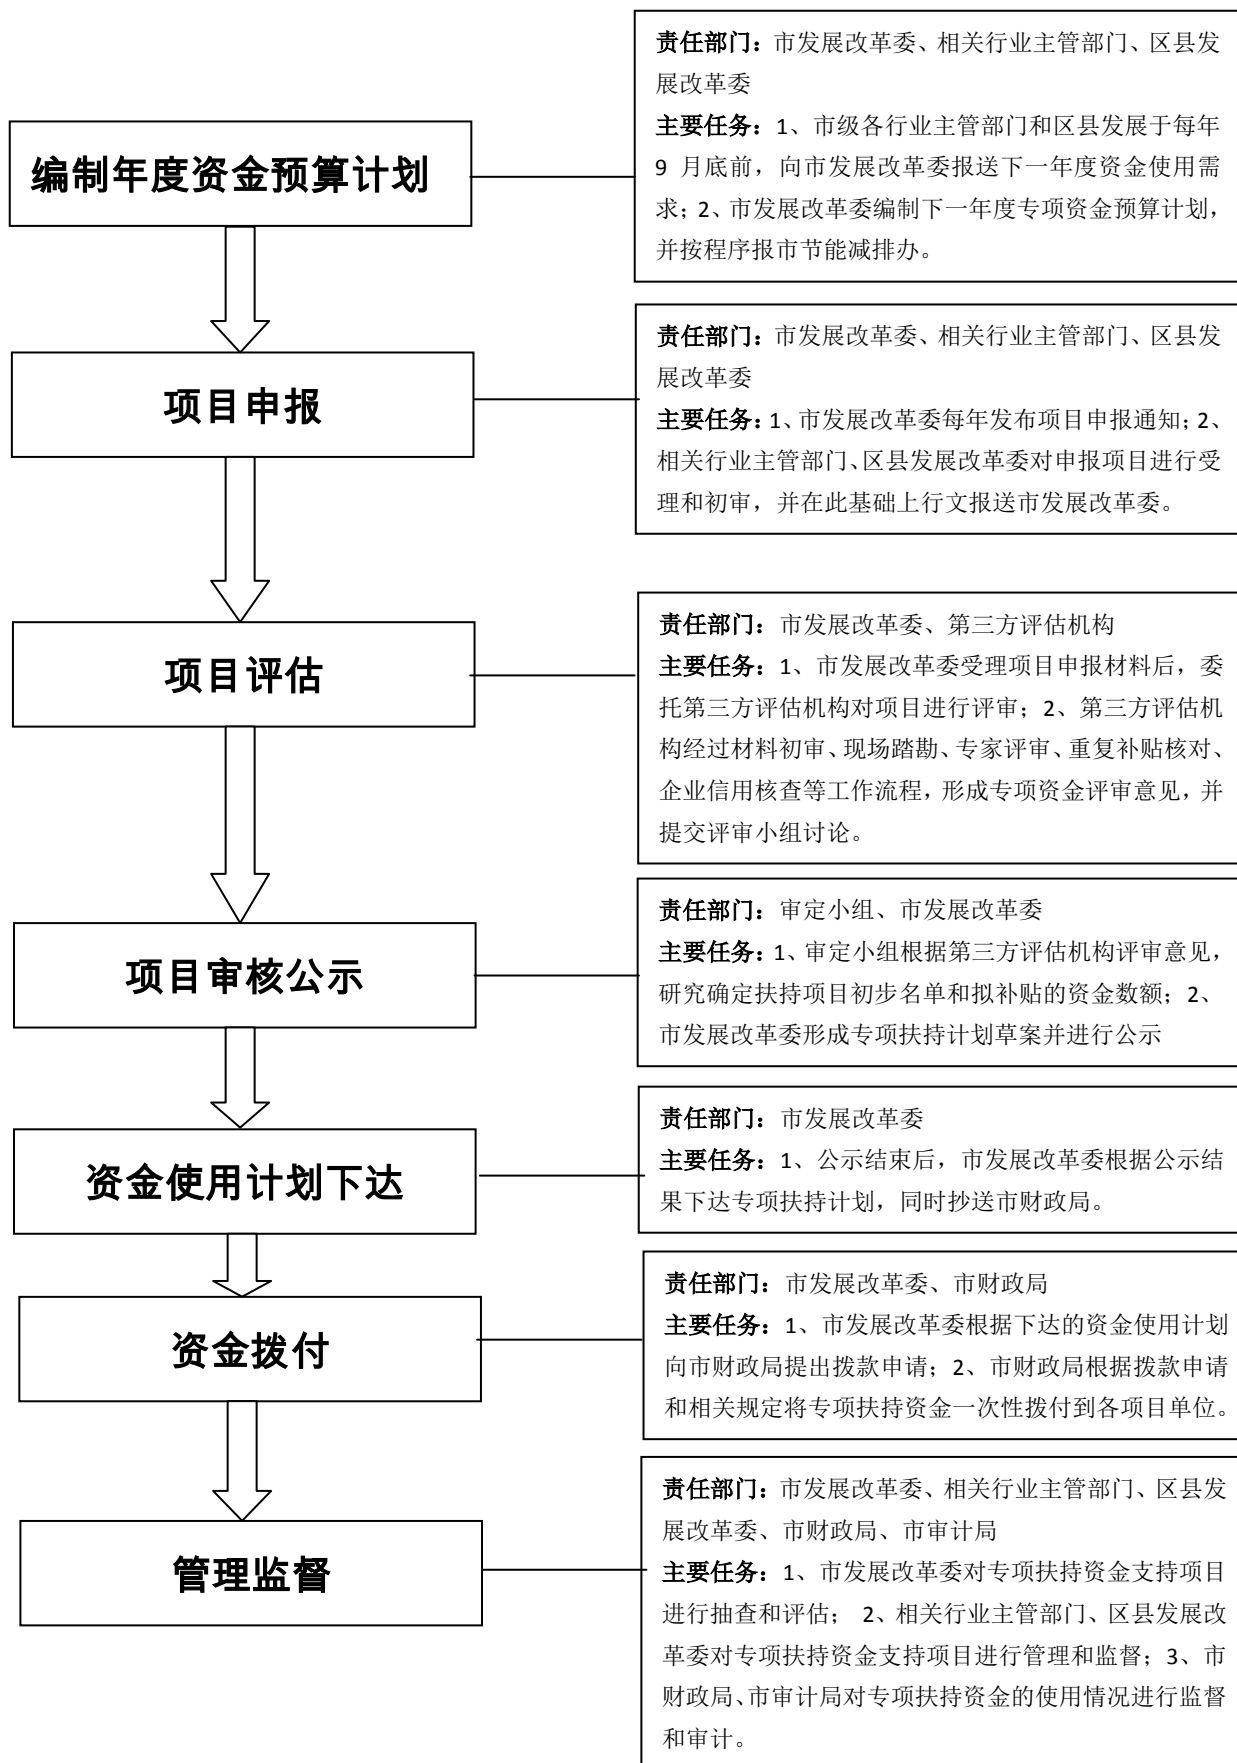 责任部门：市发展改革委、相关行业主管部门、区县发
展改革委
主要任务：1、市级各行业主管部门和区县发展于每年
9 月底前，向市发展改革委报送下一年度资金使用需
求；2、市发展改革委编制下一年度专项资金预算计划，
并按程序报市节能减排办。
编制年度资金预算计划
责任部门：市发展改革委、相关行业主管部门、区县发
展改革委
主要任务：1、市发展改革委每年发布项目申报通知；2、
相关行业主管部门、区县发展改革委对申报项目进行受
理和初审，并在此基础上行文报送市发展改革委。
项目申报
责任部门：市发展改革委、第三方评估机构
主要任务：1、市发展改革委受理项目申报材料后，委
托第三方评估机构对项目进行评审；2、第三方评估机
构经过材料初审、现场踏勘、专家评审、重复补贴核对、
企业信用核查等工作流程，形成专项资金评审意见，并
提交评审小组讨论。
项目评估
责任部门：审定小组、市发展改革委
主要任务：1、审定小组根据第三方评估机构评审意见，
研究确定扶持项目初步名单和拟补贴的资金数额；2、
市发展改革委形成专项扶持计划草案并进行公示
项目审核公示
责任部门：市发展改革委
主要任务：1、公示结束后，市发展改革委根据公示结
果下达专项扶持计划，同时抄送市财政局。
资金使用计划下达
责任部门：市发展改革委、市财政局
主要任务：1、市发展改革委根据下达的资金使用计划
向市财政局提出拨款申请；2、市财政局根据拨款申请
和相关规定将专项扶持资金一次性拨付到各项目单位。
资金拨付
责任部门：市发展改革委、相关行业主管部门、区县发
展改革委、市财政局、市审计局
主要任务：1、市发展改革委对专项扶持资金支持项目
进行抽查和评估； 2、相关行业主管部门、区县发展改
革委对专项扶持资金支持项目进行管理和监督；3、市
财政局、市审计局对专项扶持资金的使用情况进行监督
和审计。
管理监督